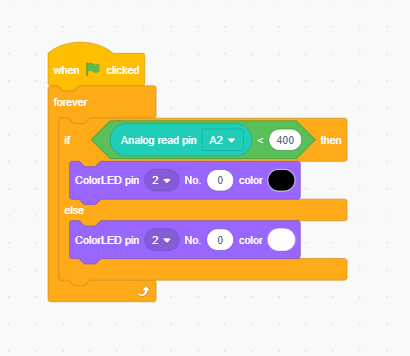 when clicked
forever
if Analog read pin A2 < 400 then
ColorLED pin 2 No. 0 color
else
ColorLED pin 2 No. 0 color